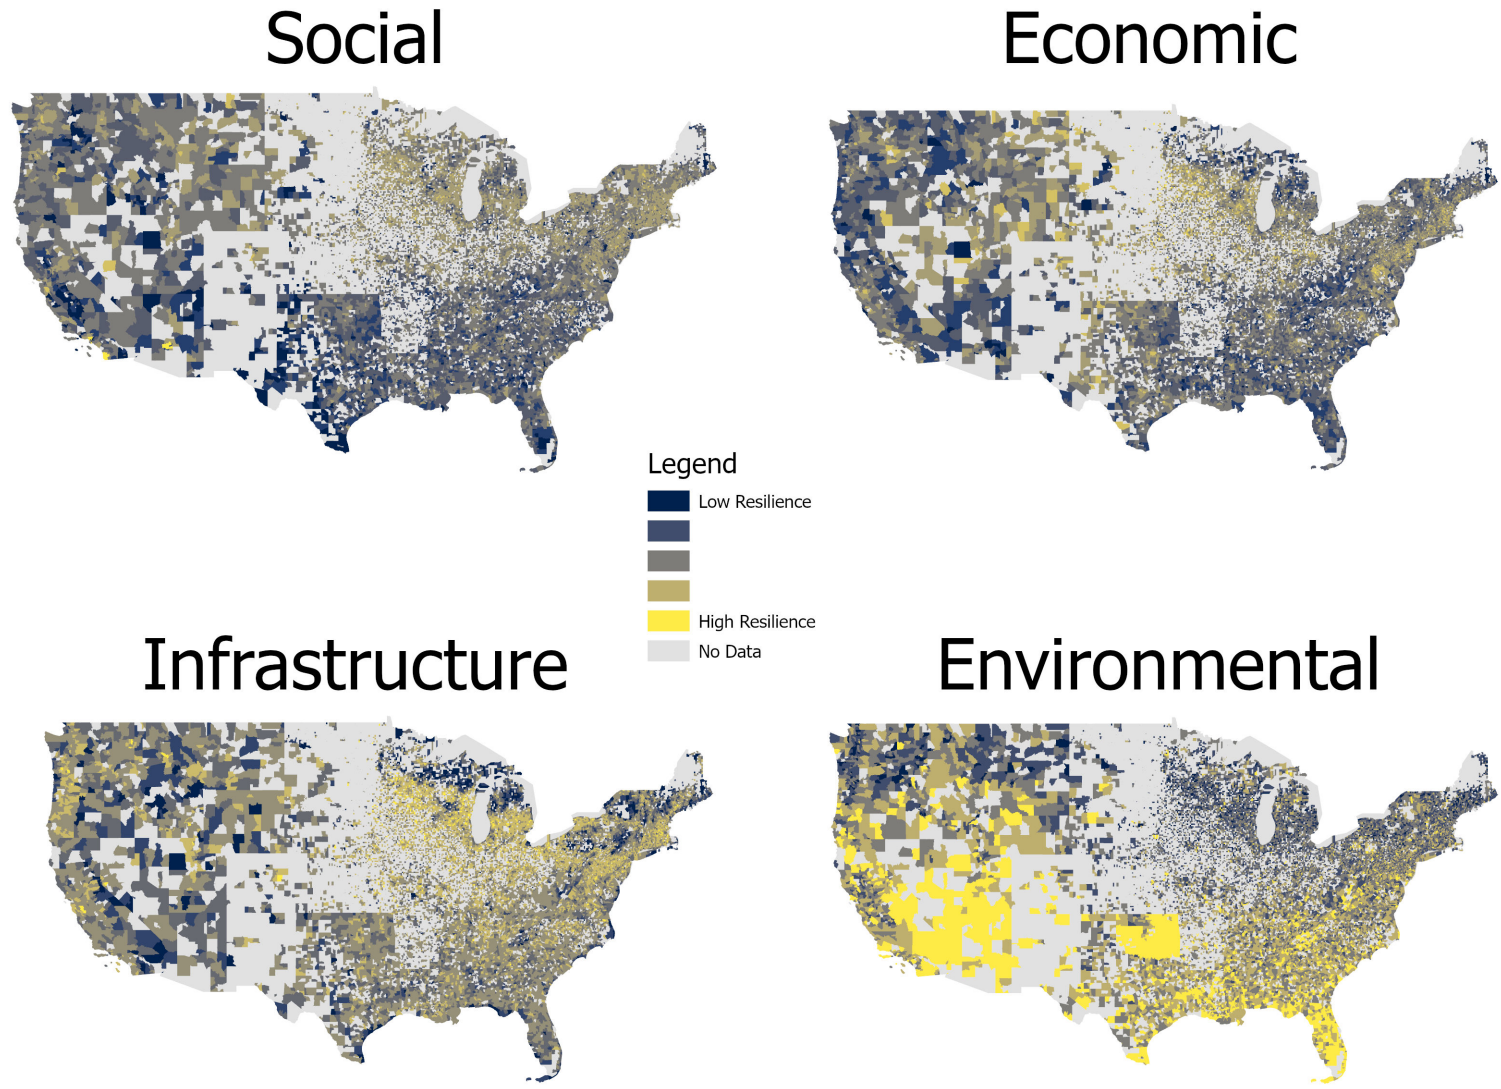 Social
Economic
Legend
Low Resilience
High Resilience
No Data
Infrastructure
Environmental